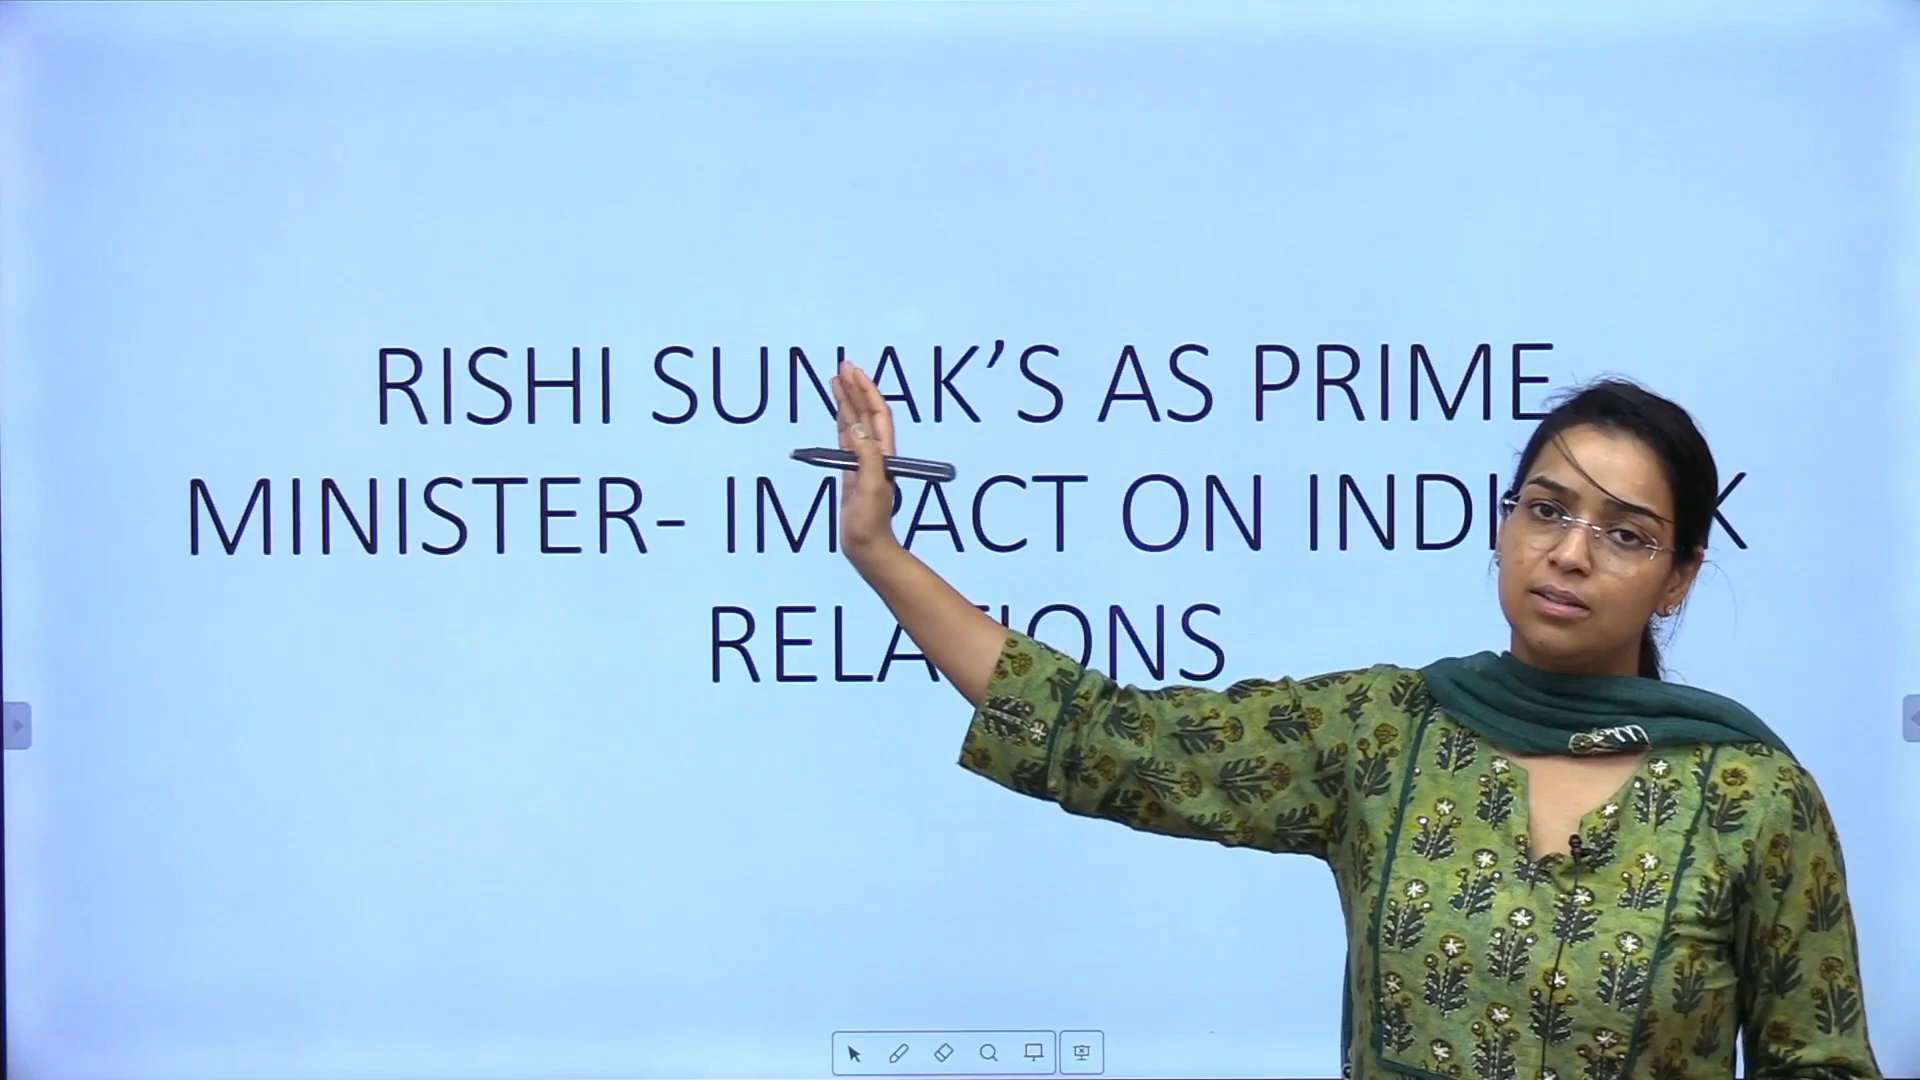 RISHI SUNAK'S AS PRIME
MINISTER- IMPACT ON
RELATIONS